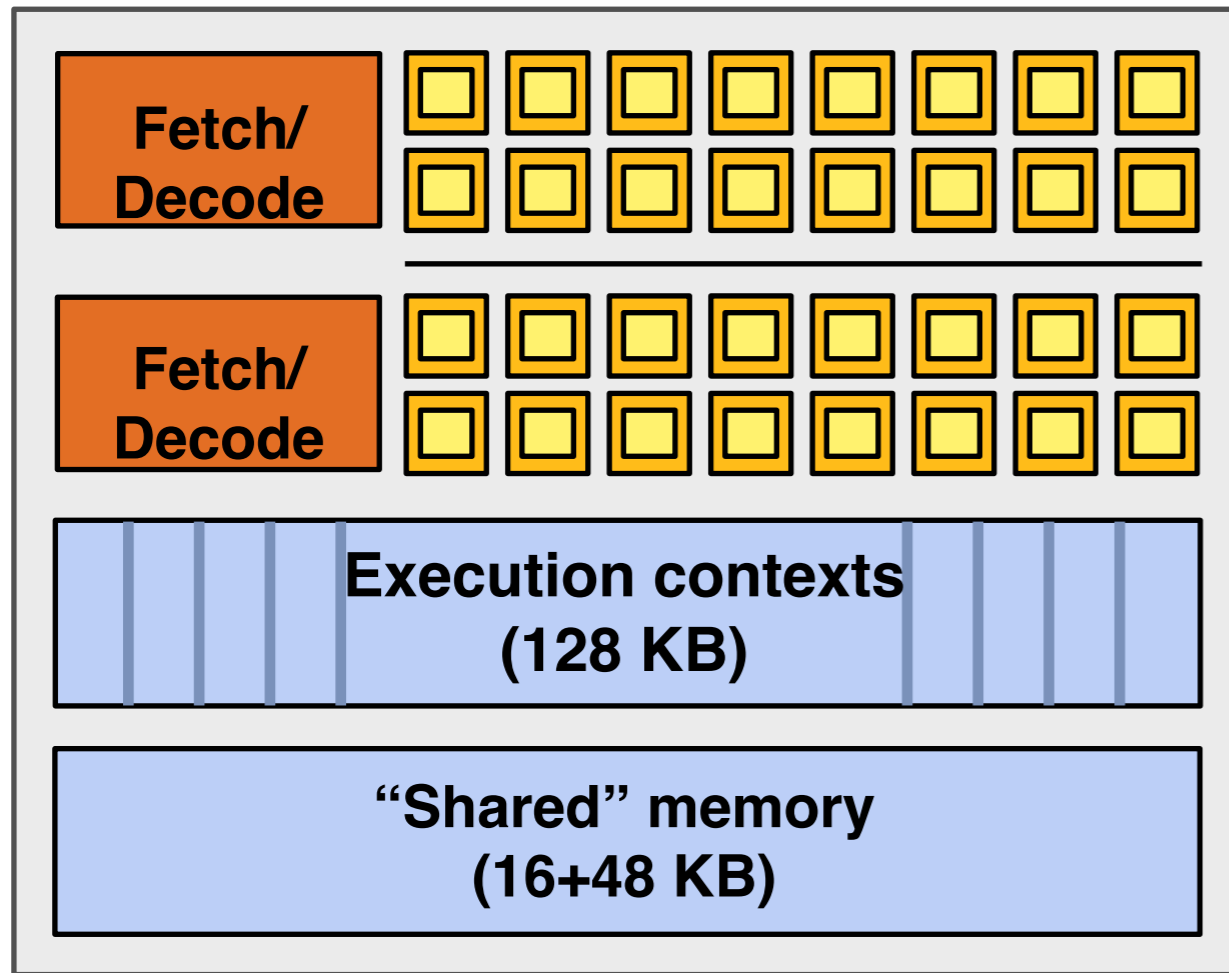 Fetch/
Decode
Fetch/
Decode
Execution contexts
(128 KB)
“Shared” memory
(16+48 KB)